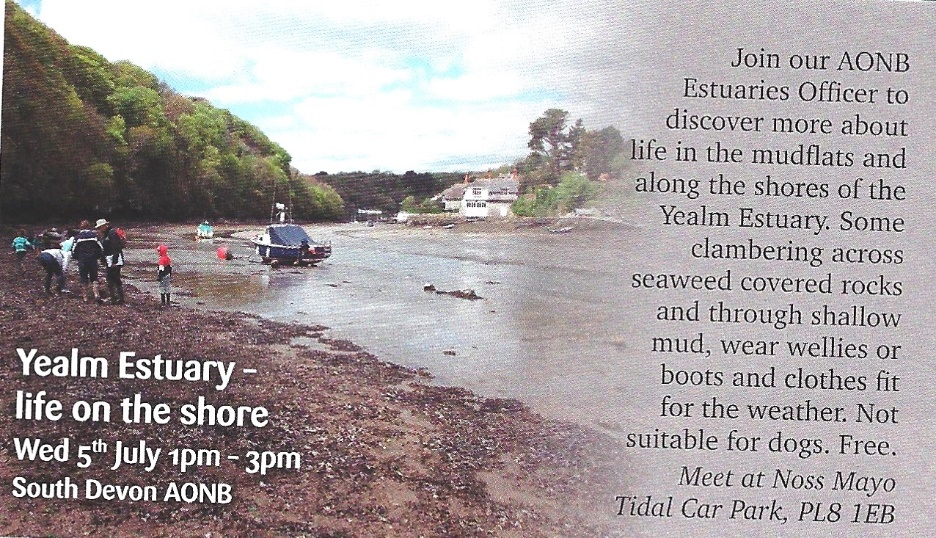 Yealm Estuary –
life on the shore
Wed 5th July 1pm – 3pm
South Devon AONB
Join our AONB
Estuaries Officer to
discover more about
life in the mudflats and
along the shores of the
Yealm Estuary. Some
clambering across
seaweed covered rocks
and through shallow
mud, wear wellies or
boots and clothes fit
for the weather. Not
suitable for dogs. Free.
Meet at Noss Mayo
Tidal Car Park, PL8 1EB